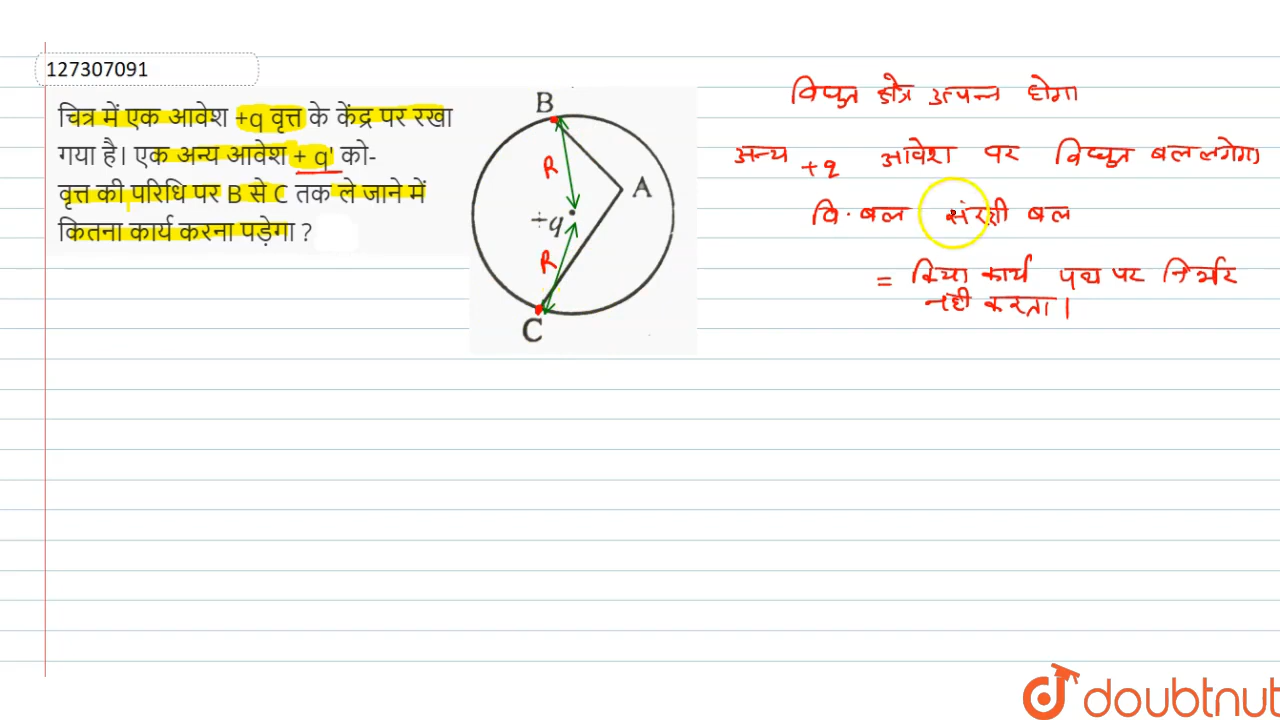 127307091
चित्र में एक आवेश +q वृत्त के केंद्र पर रखा
गया है। एक अन्य आवेश + q' को-
वृत्त की परिधि पर B से C तक ले जाने में
कितना कार्य करना पड़ेगा ?
B
R
A
+q
R
C
विद्युत क्षेत्र उत्पन्न होगा
अन्य +q आवेश पर विद्युत बल लगेगा
वि. बल संरक्षी बल
= किया कार्य पथ पर निर्भर
नही करता।
doubtnut